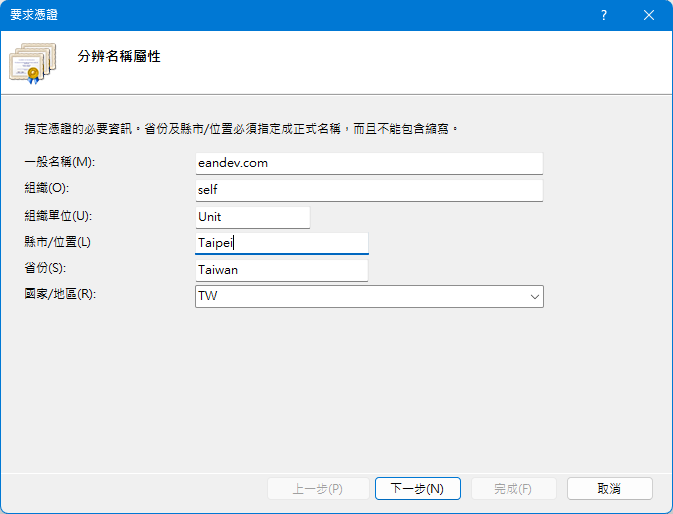 要求憑證
?
分辨名稱屬性
指定憑證的必要資訊。省份及縣市/位置必須指定成正式名稱，而且不能包含縮寫。
一般名稱(M): eandev.com
組織(O): self
組織單位(U): Unit
縣市/位置(L) Taipei
省份(S): Taiwan
國家/地區(R): TW
上一步(P) 下一步(N) 完成(F) 取消